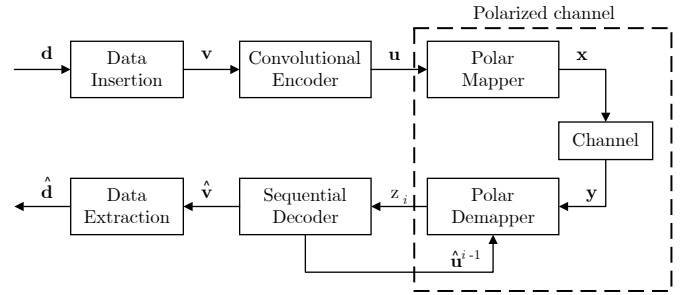 Polarized channel
d
Data
Insertion
v
Convolutional
Encoder
u
Polar
Mapper
x
Channel
y
Polar
Demapper
z_i
Sequential
Decoder
v̂
Data
Extraction
d̂
û^{i-1}